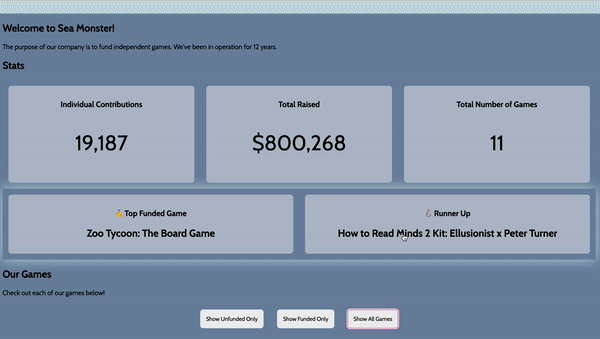 Welcome to Sea Monster!
The purpose of our company is to fund independent games. We've been in operation for 12 years.
Stats
Individual Contributions
Total Raised
Total Number of Games
19,187
$800,268
11
🥇 Top Funded Game
🥈 Runner Up
Zoo Tycoon: The Board Game
How to Read Minds 2 Kit: Ellusionist x Peter Turner
Our Games
Check out each of our games below!
Show Unfunded Only
Show Funded Only
Show All Games